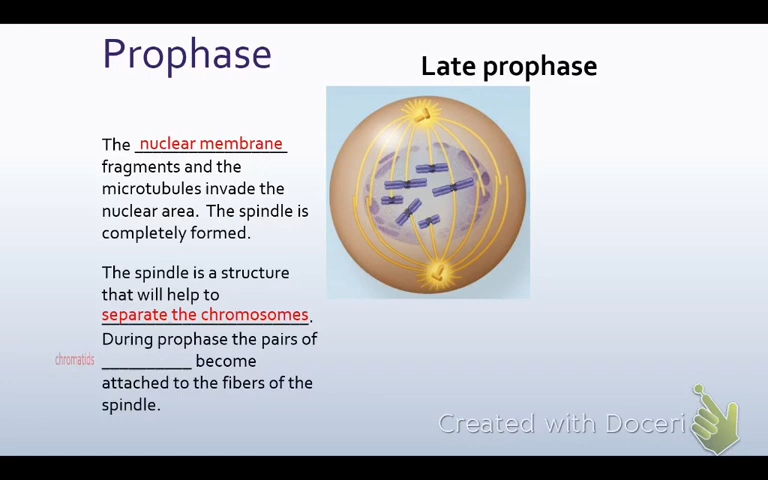 Prophase
Late prophase
The nuclear membrane
fragments and the
microtubules invade the
nuclear area. The spindle is
completely formed.
The spindle is a structure
that will help to
separate the chromosomes.
During prophase the pairs of
chromatids __________ become
attached to the fibers of the
spindle.
Created with Doceri